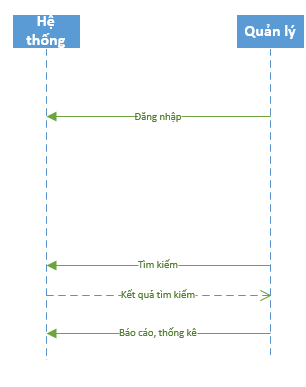 Hệ
thống
Quản lý
Đăng nhập
Tìm kiếm
Kết quả tìm kiếm
Báo cáo, thống kê